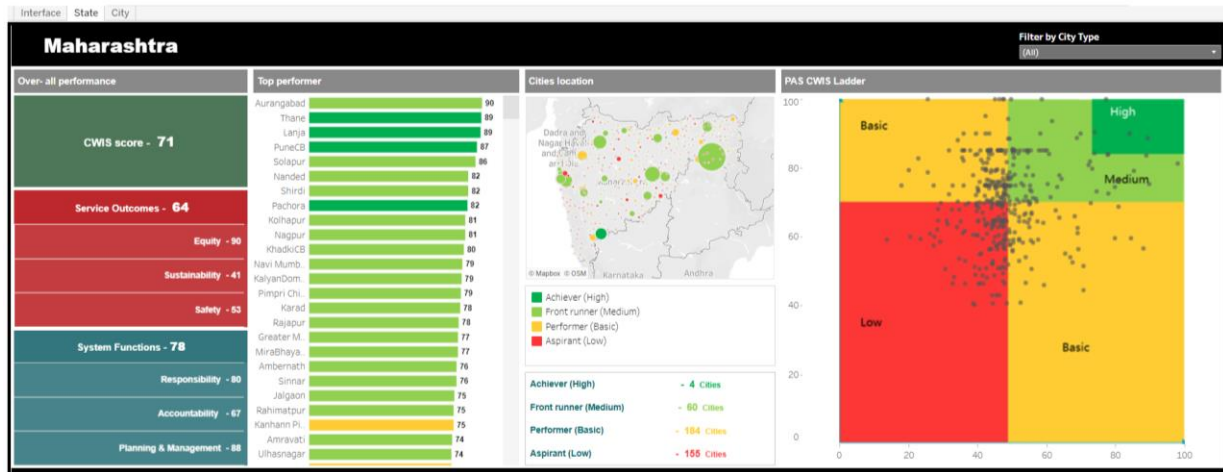 Interface State City
Maharashtra
Filter by City Type
(All)
Over- all performance
CWIS score - 71
Service Outcomes - 64
Equity - 90
Sustainability - 41
Safety - 53
System Functions - 78
Responsibility - 80
Accountability - 67
Planning & Management - 88
Top performer
Aurangabad 90
Thane 89
Lanja 89
PuneCB 87
Solapur 86
Nanded 82
Shirdi 82
Pachora 82
Kolhapur 81
Nagpur 81
KhadkiCB 80
Navi Mumb.. 79
KalyanDom.. 79
Pimpri Chi.. 79
Karad 78
Rajapur 78
Greater M.. 77
MiraBhaya.. 77
Ambernath 76
Sinnar 76
Jalgaon 75
Rahimatpur 75
Kanhann Pi.. 75
Amravati 74
Ulhasnagar 74
Cities location
Dadra and
Nagar Haveli
Karnataka Andhra
© Mapbox © OSM
Achiever (High)
Front runner (Medium)
Performer (Basic)
Aspirant (Low)
Achiever (High) - 4 Cities
Front runner (Medium) - 60 Cities
Performer (Basic) - 184 Cities
Aspirant (Low) - 155 Cities
PAS CWIS Ladder
100
80
60
40
20
0
Basic
High
Medium
Low
Basic
0 20 40 60 80 100